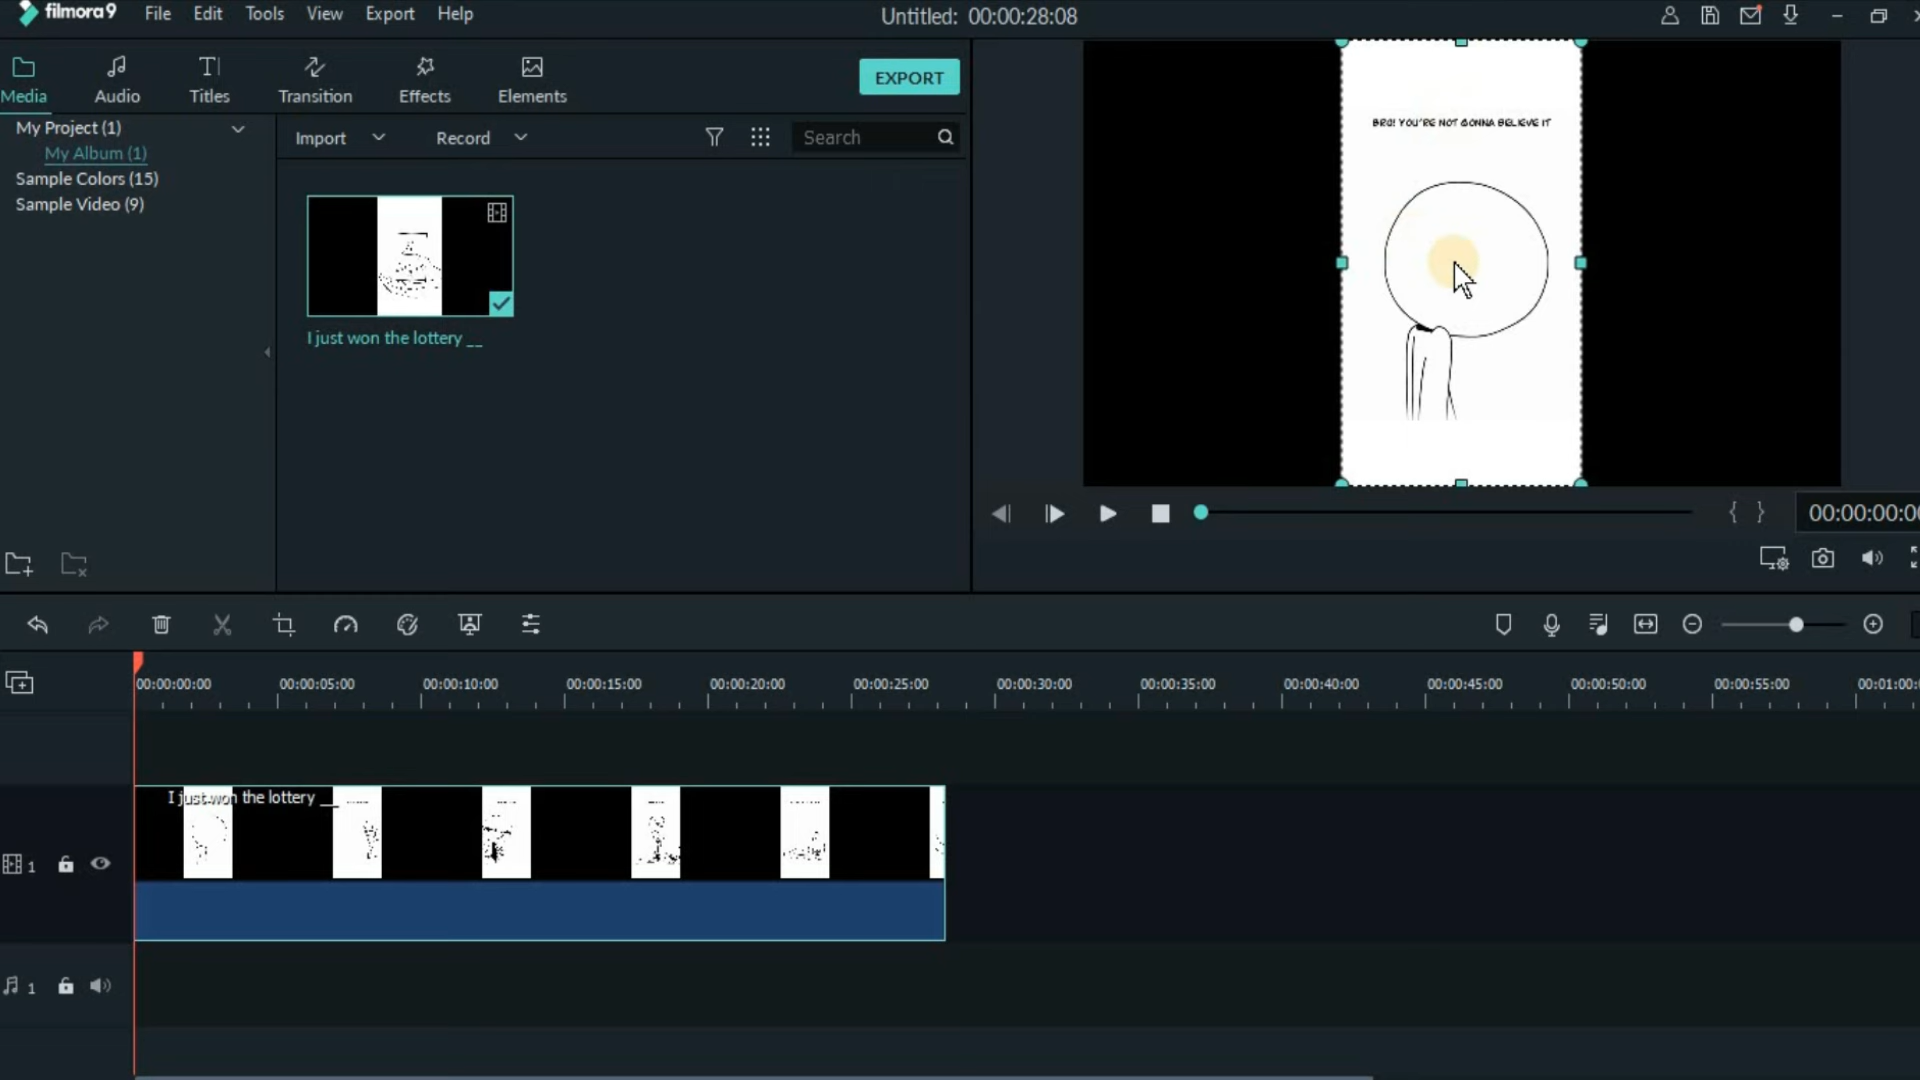 filmora9 File Edit Tools View Export Help Untitled: 00:00:28:08
Media Audio Titles Transition Effects Elements EXPORT
My Project (1)
My Album (1)
Sample Colors (15)
Sample Video (9)
Import Record Search
I just won the lottery __
BRO! YOU'RE NOT GONNA BELIEVE IT
00:00:00:0
00:00:00:00 00:00:05:00 00:00:10:00 00:00:15:00 00:00:20:00 00:00:25:00 00:00:30:00 00:00:35:00 00:00:40:00 00:00:45:00 00:00:50:00 00:00:55:00 00:01:00:
I just won the lottery __
1
1